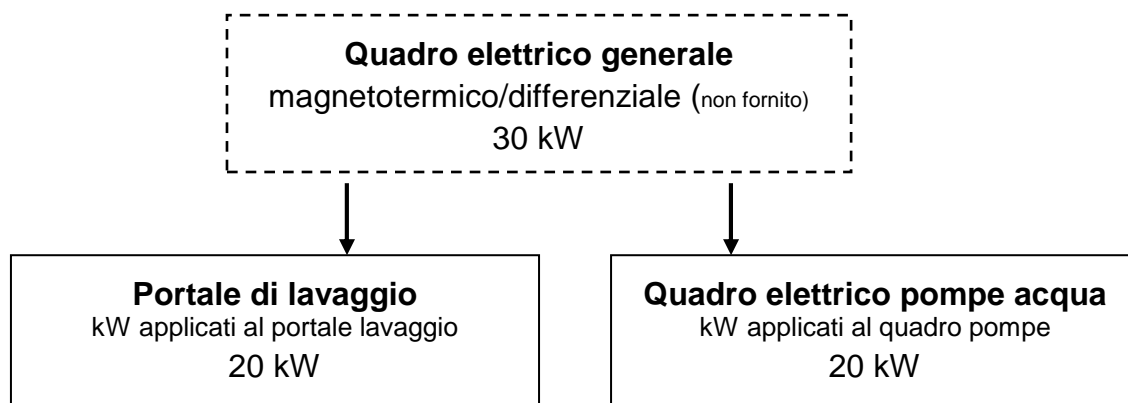 Quadro elettrico generale
magnetotermico/differenziale (non fornito)
30 kW
Portale di lavaggio
kW applicati al portale lavaggio
20 kW
Quadro elettrico pompe acqua
kW applicati al quadro pompe
20 kW